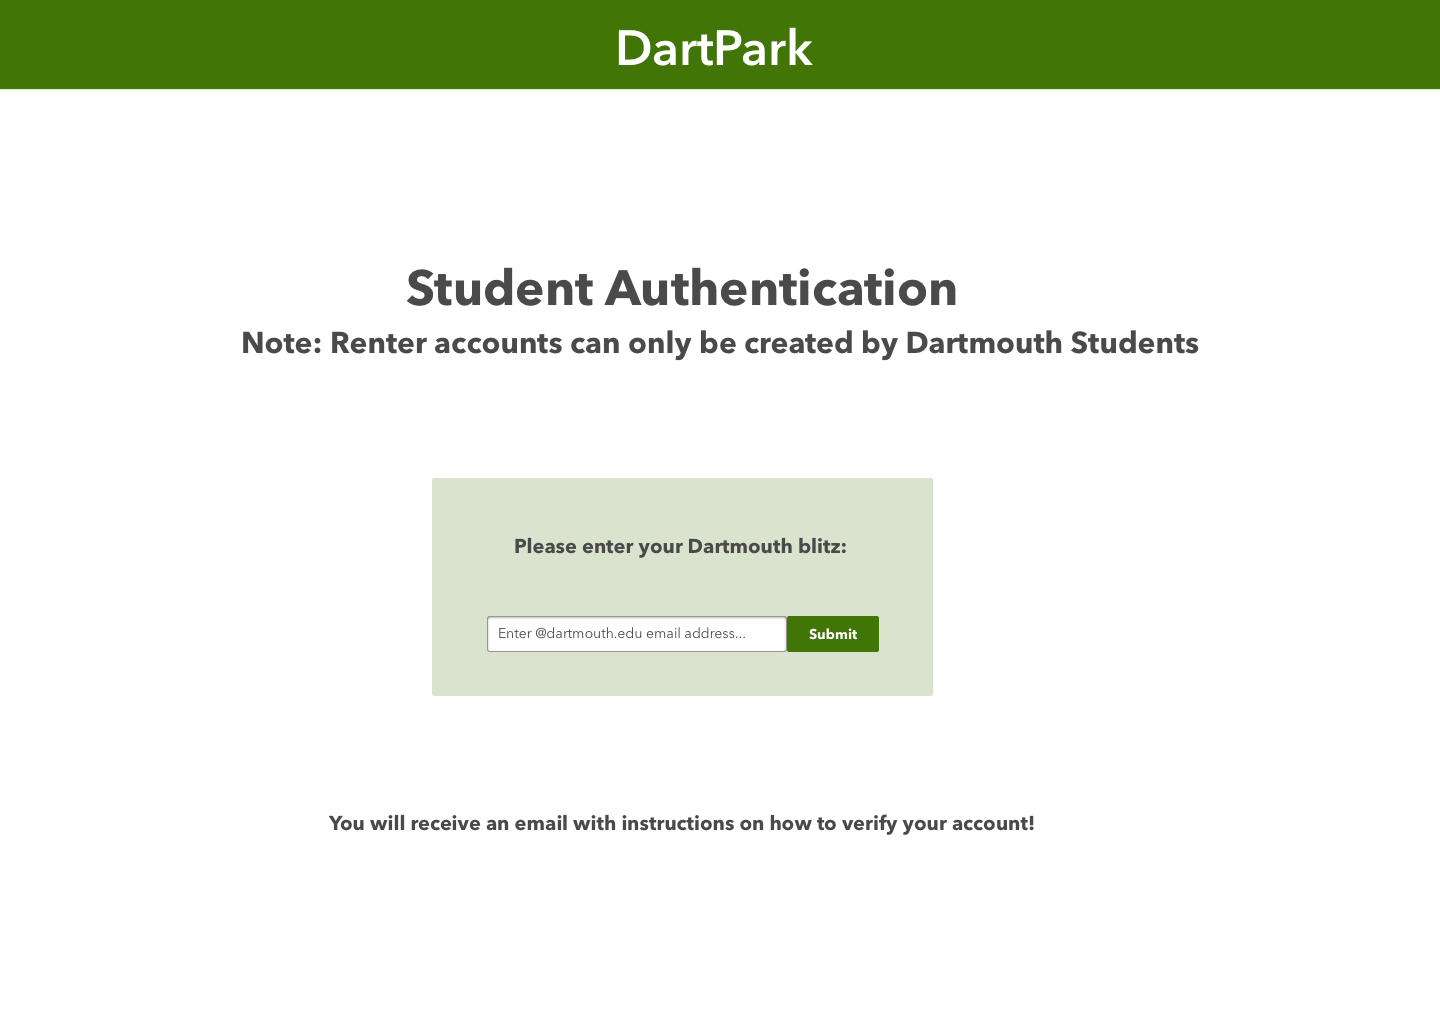 DartPark
Student Authentication
Note: Renter accounts can only be created by Dartmouth Students
Please enter your Dartmouth blitz:
Enter @dartmouth.edu email address...
Submit
You will receive an email with instructions on how to verify your account!